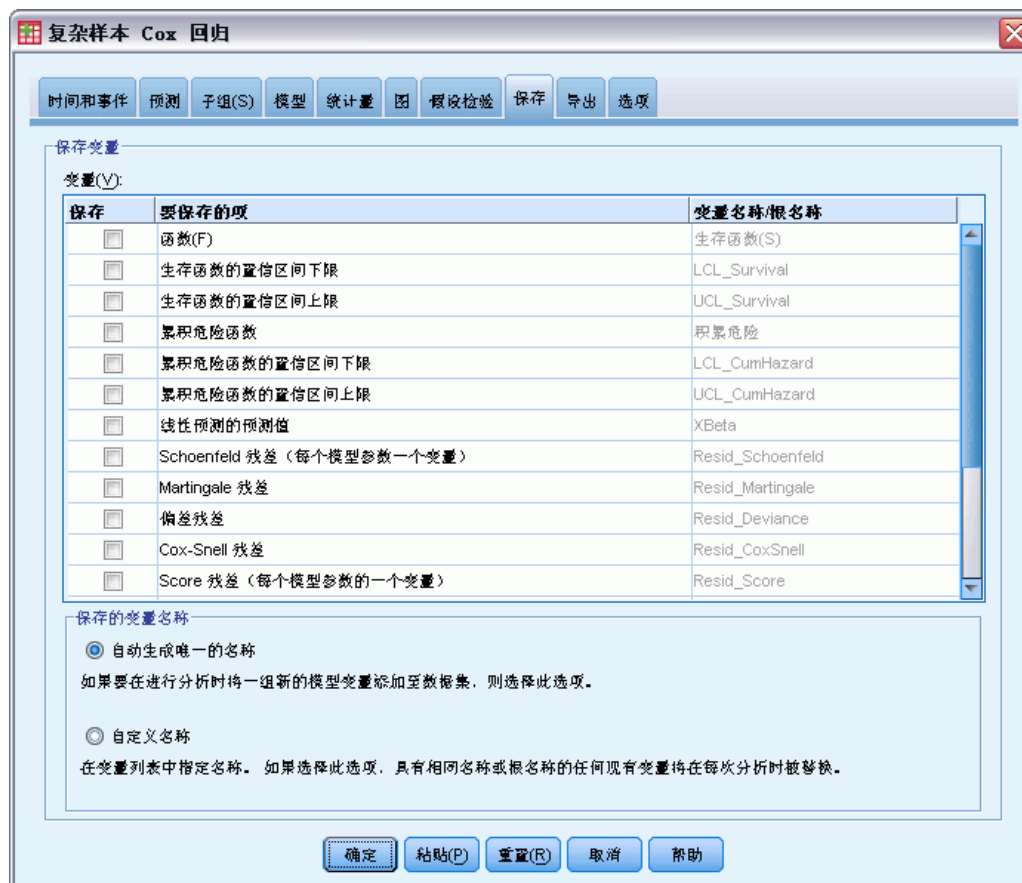 复杂样本 Cox 回归
时间和事件 预测 子组(S) 模型 统计量 图 假设检验 保存 导出 选项
保存变量
变量(V):
保存 要保存的项 变量名称/根名称
函数(F) 生存函数(S)
生存函数的置信区间下限 LCL_Survival
生存函数的置信区间上限 UCL_Survival
累积危险函数 积累危险
累积危险函数的置信区间下限 LCL_CumHazard
累积危险函数的置信区间上限 UCL_CumHazard
线性预测的预测值 XBeta
Schoenfeld 残差（每个模型参数一个变量） Resid_Schoenfeld
Martingale 残差 Resid_Martingale
偏差残差 Resid_Deviance
Cox-Snell 残差 Resid_CoxSnell
Score 残差（每个模型参数的一个变量） Resid_Score
保存的变量名称
自动生成唯一的名称
如果要在进行分析时将一组新的模型变量添加至数据集，则选择此选项。
自定义名称
在变量列表中指定名称。 如果选择此选项，具有相同名称或根名称的任何现有变量将在每次分析时被替换。
确定 粘贴(P) 重置(R) 取消 帮助